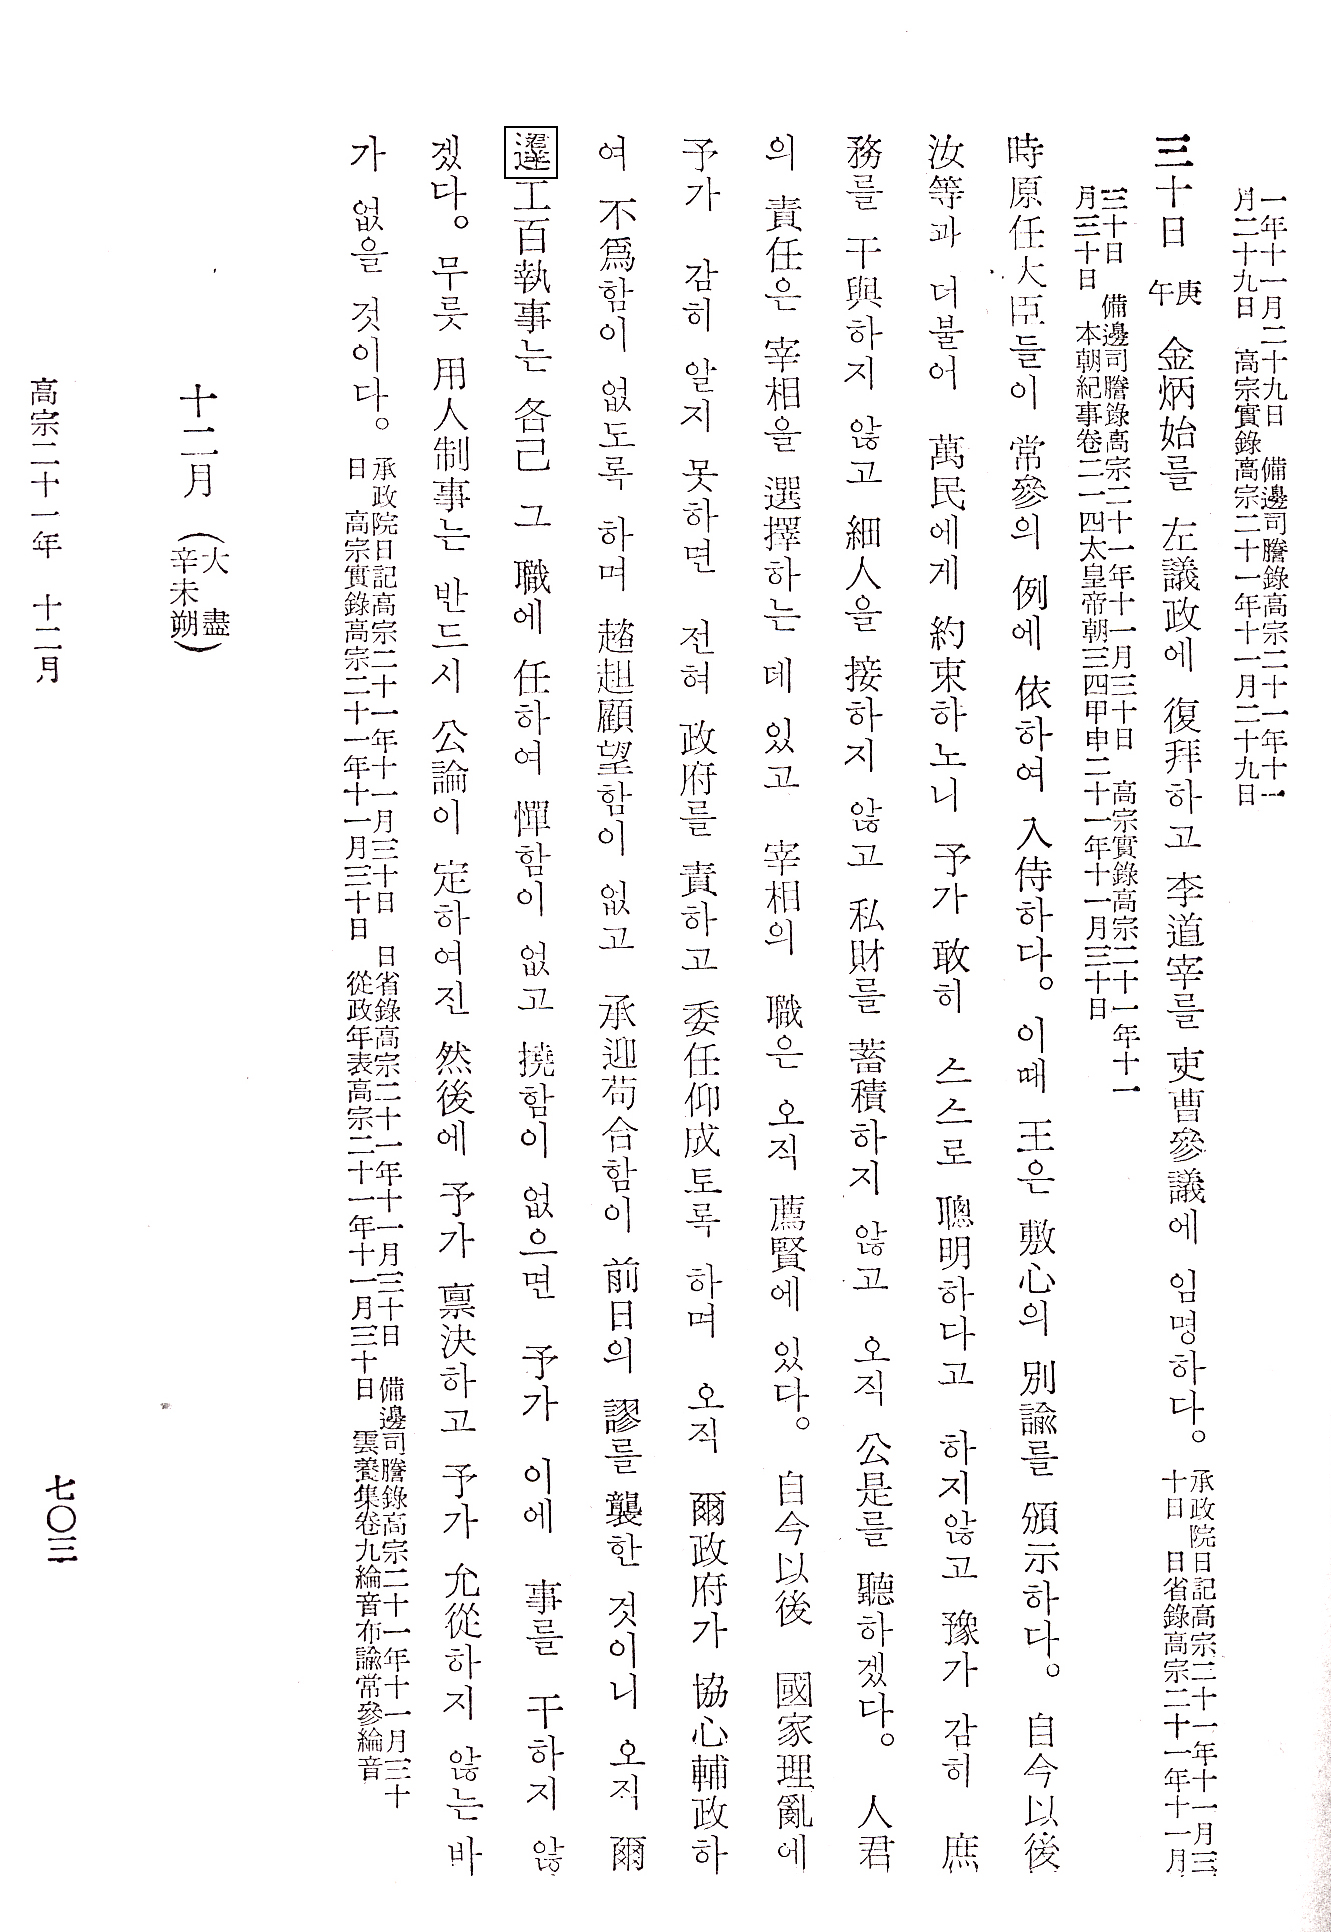 一年十一月二十九日 備邊司謄錄高宗二十一年十一
月二十九日 高宗實錄高宗二十一年十一月二十九日
三十日 庚午 金炳始를 左議政에 復拜하고 李道宰를 吏曹參議에 임명하다。 承政院日記高宗二十一年十一月三
十日 日省錄高宗二十一年十一月
三十日 備邊司謄錄高宗二十一年十一月三十日 高宗實錄高宗二十一年十一
月三十日 本朝紀事卷二一四太皇帝朝三四甲申二十一年十一月三十日
時原任大臣들이 常參의 例에 依하여 入侍하다。 이때 王은 敷心의 別諭를 頒示하다。 自今以後
汝等과 더불어 萬民에게 約束하노니 予가 敢히 스스로 聰明하다고 하지않고 豫가 감히 庶
務를 干與하지 않고 細人을 接하지 않고 私財를 蓄積하지 않고 오직 公是를 聽하겠다。 人君
의 責任은 宰相을 選擇하는 데 있고 宰相의 職은 오직 薦賢에 있다。 自今以後 國家理亂에
予가 감히 알지 못하면 전혀 政府를 責하고 委任仰成토록 하며 오직 爾政府가 協心輔政하
여 不爲함이 없도록 하며 趦趄顧望함이 없고 承迎苟合함이 前日의 謬를 襲한 것이니 오직 爾
工百執事는 各己 그 職에 任하여 憚함이 없고 撓함이 없으면 予가 이에 事를 干하지 않
겠다。 무릇 用人制事는 반드시 公論이 定하여진 然後에 予가 禀決하고 予가 允從하지 않는 바
가 없을 것이다。 承政院日記高宗二十一年十一月三十日 日省錄高宗二十一年十一月三十日 備邊司謄錄高宗二十一年十一月三十
日 高宗實錄高宗二十一年十一月三十日 從政年表高宗二十一年十一月三十日 雲養集卷九綸音布諭常參綸音
十二月 (大盡
辛未朔)
高宗二十一年 十二月
七〇三